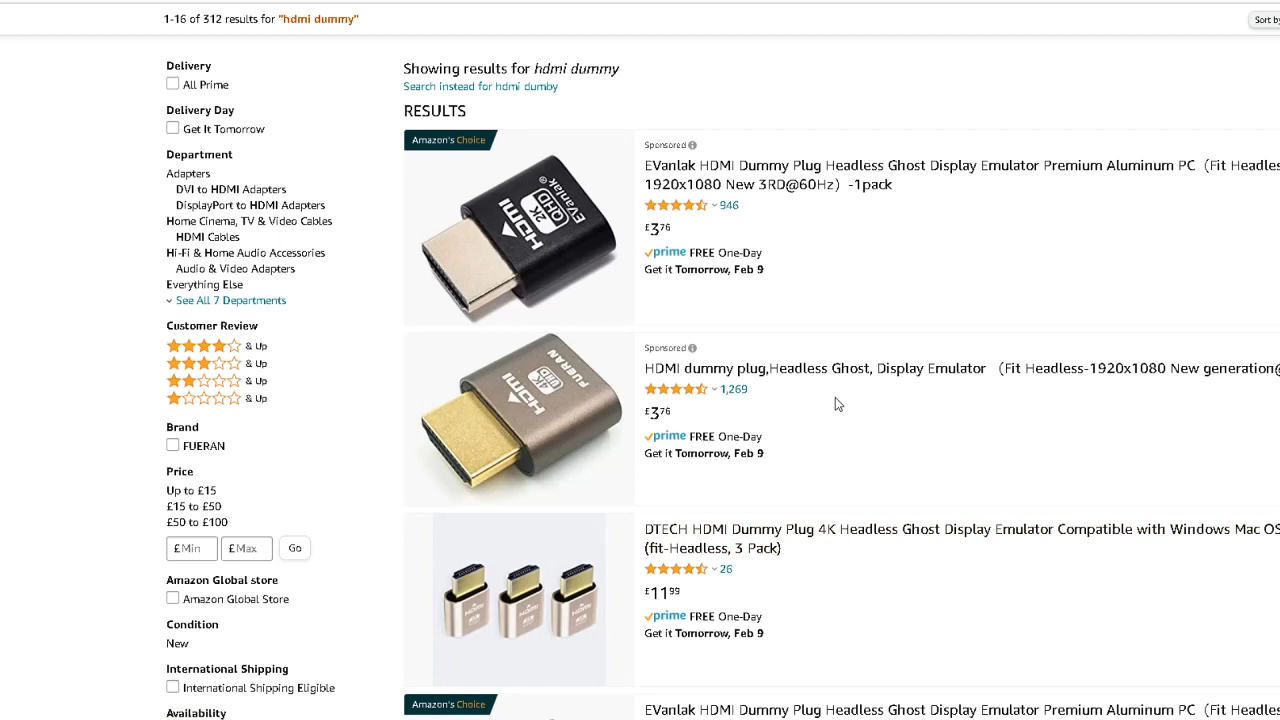 1-16 of 312 results for "hdmi dummy"
Sort by
Delivery
All Prime
Delivery Day
Get It Tomorrow
Department
Adapters
DVI to HDMI Adapters
DisplayPort to HDMI Adapters
Home Cinema, TV & Video Cables
HDMI Cables
Hi-Fi & Home Audio Accessories
Audio & Video Adapters
Everything Else
See All 7 Departments
Customer Review
& Up
& Up
& Up
& Up
Brand
FUERAN
Price
Up to £15
£15 to £50
£50 to £100
£ Min £ Max Go
Amazon Global store
Amazon Global Store
Condition
New
International Shipping
International Shipping Eligible
Availability
Showing results for hdmi dummy
Search instead for hdmi dumby
RESULTS
Amazon's Choice
EVanlak®
2K
QHD
HDMI
Sponsored
EVanlak HDMI Dummy Plug Headless Ghost Display Emulator Premium Aluminum PC（Fit Headles
1920x1080 New 3RD@60Hz）-1pack
946
£3 76
prime FREE One-Day
Get it Tomorrow, Feb 9
FUERAN
4K
HDMI
Sponsored
HDMI dummy plug,Headless Ghost, Display Emulator （Fit Headless-1920x1080 New generation@
1,269
£3 76
prime FREE One-Day
Get it Tomorrow, Feb 9
DTECH HDMI Dummy Plug 4K Headless Ghost Display Emulator Compatible with Windows Mac OS
(fit-Headless, 3 Pack)
26
£11 99
prime FREE One-Day
Get it Tomorrow, Feb 9
Amazon's Choice
EVanlak HDMI Dummy Plug Headless Ghost Display Emulator Premium Aluminum PC（Fit Headles